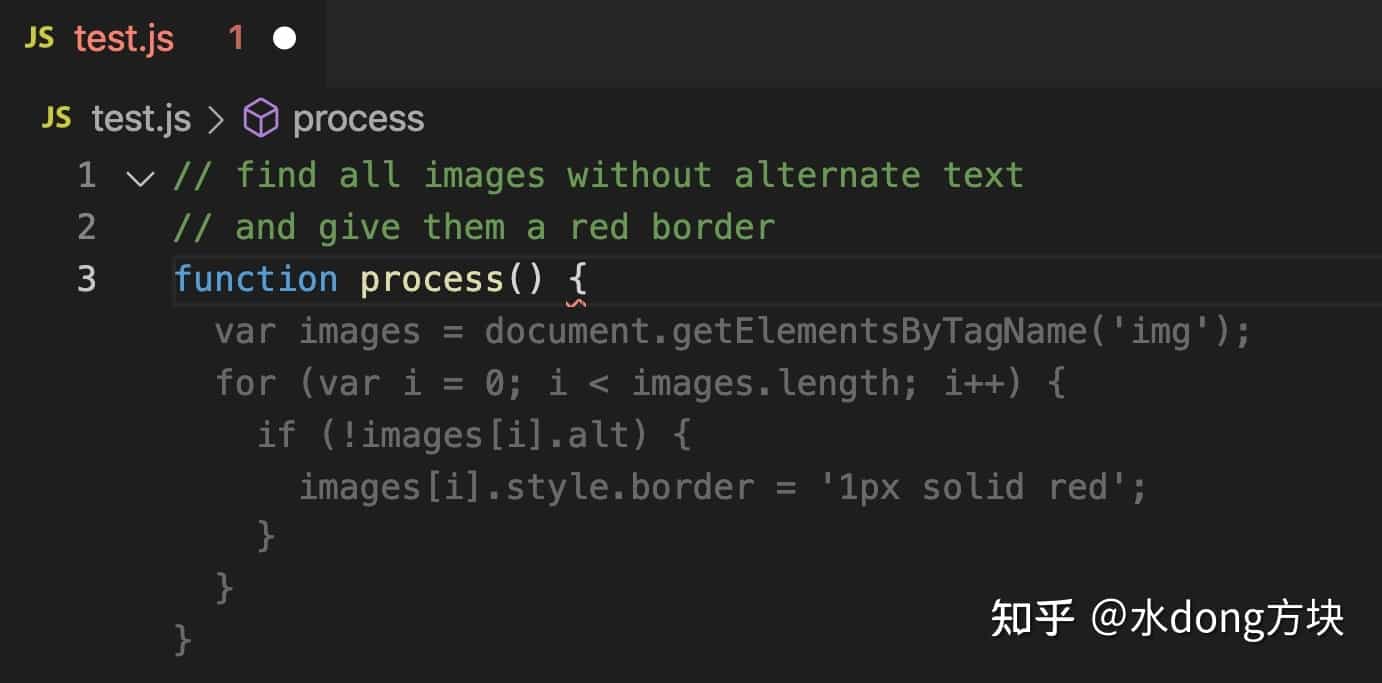 JS test.js 1
JS test.js > process
1 // find all images without alternate text
2 // and give them a red border
3 function process() {
var images = document.getElementsByTagName('img');
for (var i = 0; i < images.length; i++) {
if (!images[i].alt) {
images[i].style.border = '1px solid red';
}
}
}
知乎 @水dong方块